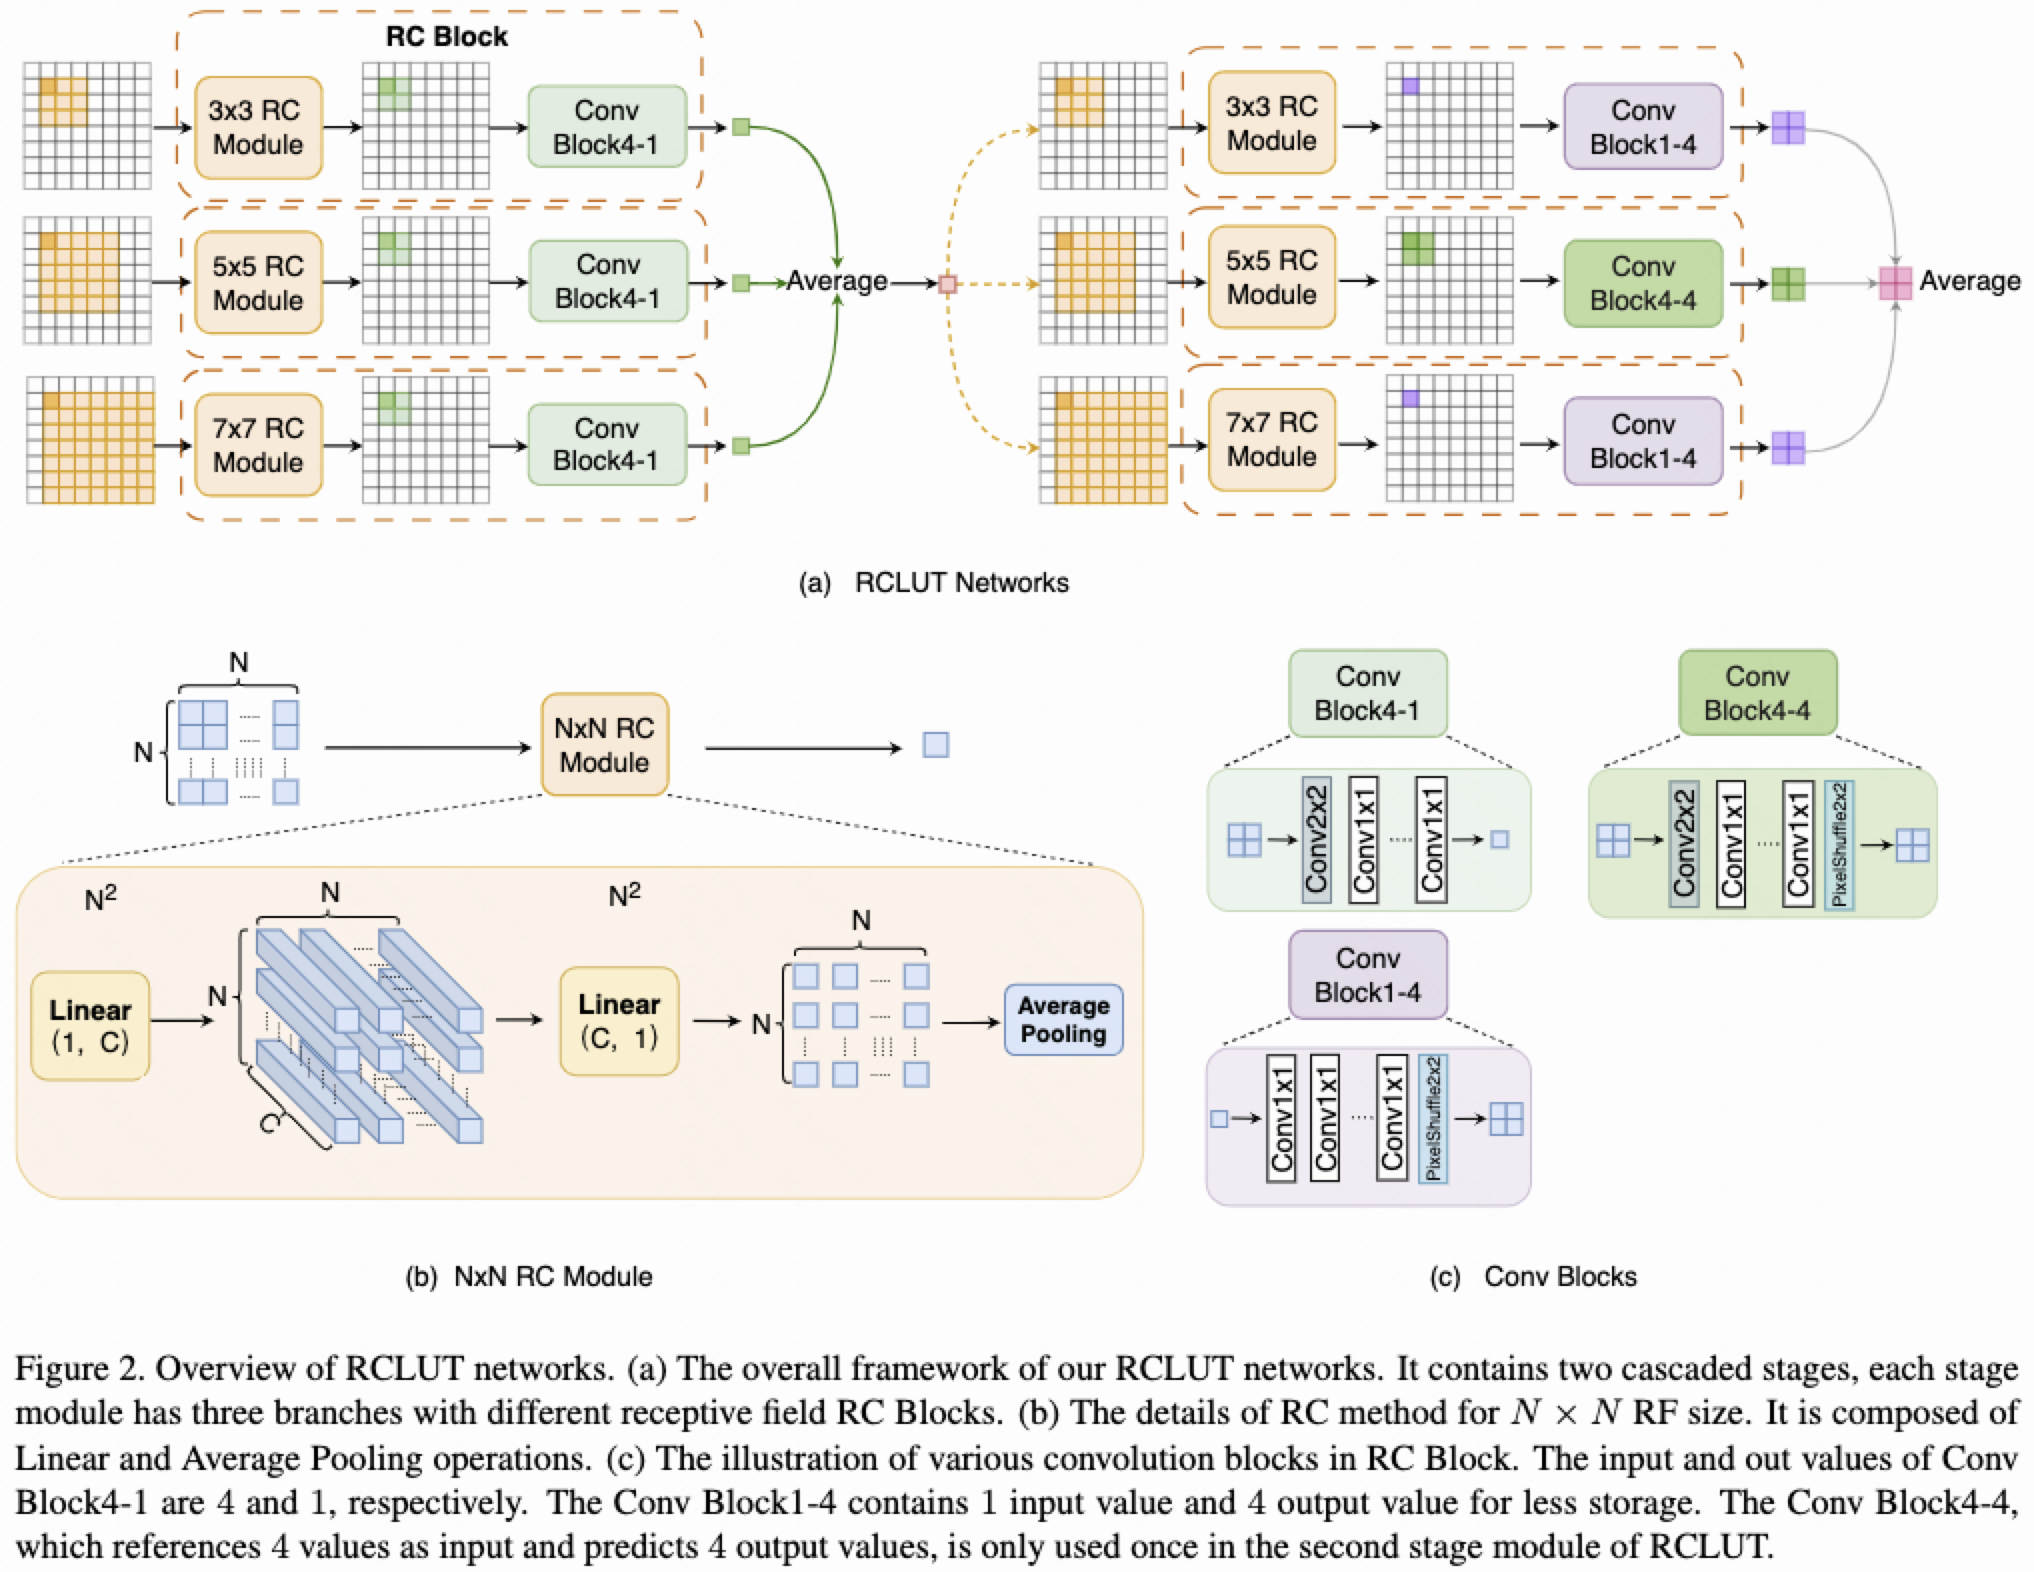 RC Block
3x3 RC
Module
Conv
Block4-1
5x5 RC
Module
Conv
Block4-1
7x7 RC
Module
Conv
Block4-1
Average
3x3 RC
Module
Conv
Block1-4
5x5 RC
Module
Conv
Block4-4
7x7 RC
Module
Conv
Block1-4
Average
(a) RCLUT Networks
N
N
NxN RC
Module
N²
Linear
(1, C)
N
N
C
N²
Linear
(C, 1)
N
N
Average
Pooling
(b) NxN RC Module
Conv
Block4-1
Conv2x2
Conv1x1
Conv1x1
Conv
Block4-4
Conv2x2
Conv1x1
Conv1x1
PixelShuffle2x2
Conv
Block1-4
Conv1x1
Conv1x1
Conv1x1
PixelShuffle2x2
(c) Conv Blocks
Figure 2. Overview of RCLUT networks. (a) The overall framework of our RCLUT networks. It contains two cascaded stages, each stage
module has three branches with different receptive field RC Blocks. (b) The details of RC method for N × N RF size. It is composed of
Linear and Average Pooling operations. (c) The illustration of various convolution blocks in RC Block. The input and out values of Conv
Block4-1 are 4 and 1, respectively. The Conv Block1-4 contains 1 input value and 4 output value for less storage. The Conv Block4-4,
which references 4 values as input and predicts 4 output values, is only used once in the second stage module of RCLUT.